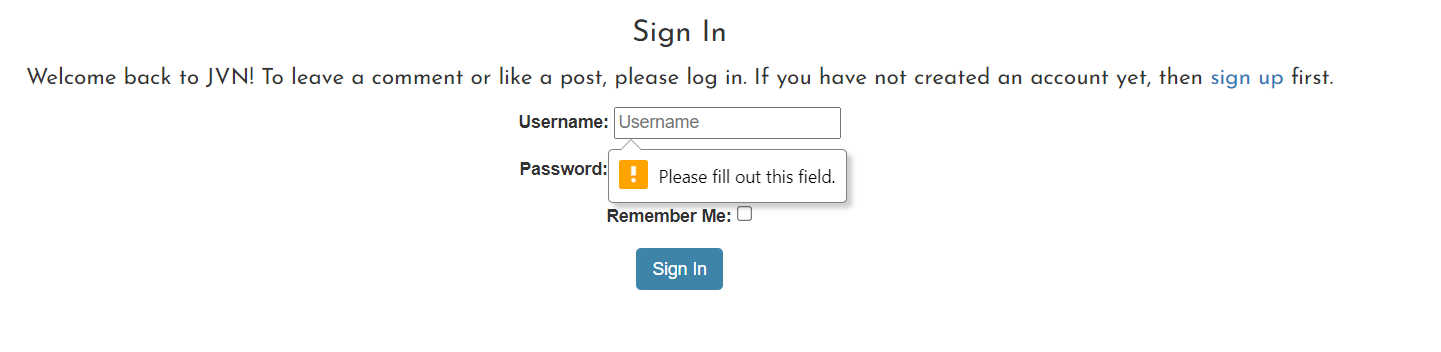 Sign In
Welcome back to JVN! To leave a comment or like a post, please log in. If you have not created an account yet, then sign up first.
Username: Username
Password:
! Please fill out this field.
Remember Me:
Sign In